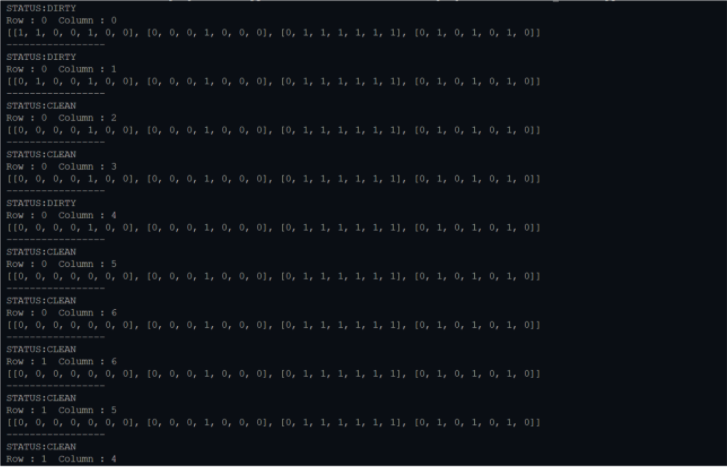 STATUS:DIRTY
Row : 0  Column : 0
[[1, 1, 0, 0, 1, 0, 0], [0, 0, 0, 1, 0, 0, 0], [0, 1, 1, 1, 1, 1, 1], [0, 1, 0, 1, 0, 1, 0]]
-----------------
STATUS:DIRTY
Row : 0  Column : 1
[[0, 1, 0, 0, 1, 0, 0], [0, 0, 0, 1, 0, 0, 0], [0, 1, 1, 1, 1, 1, 1], [0, 1, 0, 1, 0, 1, 0]]
-----------------
STATUS:CLEAN
Row : 0  Column : 2
[[0, 0, 0, 0, 1, 0, 0], [0, 0, 0, 1, 0, 0, 0], [0, 1, 1, 1, 1, 1, 1], [0, 1, 0, 1, 0, 1, 0]]
-----------------
STATUS:CLEAN
Row : 0  Column : 3
[[0, 0, 0, 0, 1, 0, 0], [0, 0, 0, 1, 0, 0, 0], [0, 1, 1, 1, 1, 1, 1], [0, 1, 0, 1, 0, 1, 0]]
-----------------
STATUS:DIRTY
Row : 0  Column : 4
[[0, 0, 0, 0, 1, 0, 0], [0, 0, 0, 1, 0, 0, 0], [0, 1, 1, 1, 1, 1, 1], [0, 1, 0, 1, 0, 1, 0]]
-----------------
STATUS:CLEAN
Row : 0  Column : 5
[[0, 0, 0, 0, 0, 0, 0], [0, 0, 0, 1, 0, 0, 0], [0, 1, 1, 1, 1, 1, 1], [0, 1, 0, 1, 0, 1, 0]]
-----------------
STATUS:CLEAN
Row : 0  Column : 6
[[0, 0, 0, 0, 0, 0, 0], [0, 0, 0, 1, 0, 0, 0], [0, 1, 1, 1, 1, 1, 1], [0, 1, 0, 1, 0, 1, 0]]
-----------------
STATUS:CLEAN
Row : 1  Column : 6
[[0, 0, 0, 0, 0, 0, 0], [0, 0, 0, 1, 0, 0, 0], [0, 1, 1, 1, 1, 1, 1], [0, 1, 0, 1, 0, 1, 0]]
-----------------
STATUS:CLEAN
Row : 1  Column : 5
[[0, 0, 0, 0, 0, 0, 0], [0, 0, 0, 1, 0, 0, 0], [0, 1, 1, 1, 1, 1, 1], [0, 1, 0, 1, 0, 1, 0]]
-----------------
STATUS:CLEAN
Row : 1  Column : 4